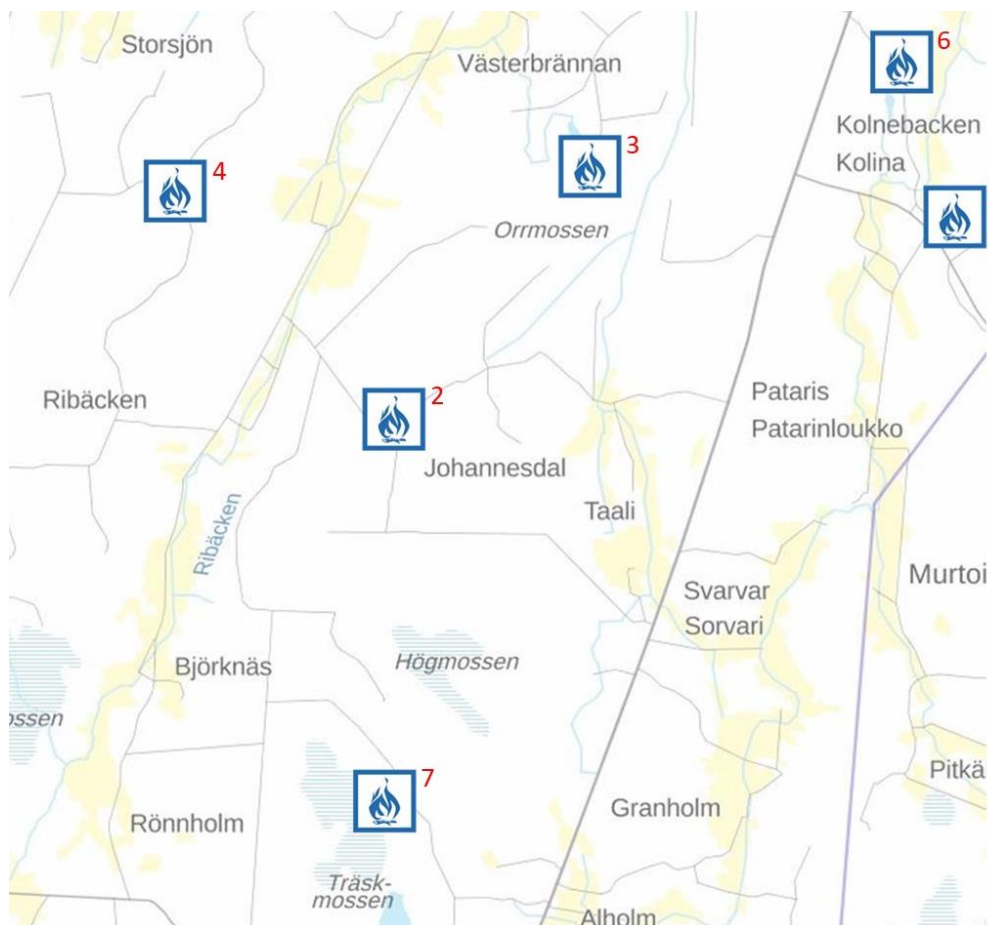 Storsjön
Västerbrännan
6
Kolnebacken
Kolina
3
4
Orrmossen
Ribäcken
2
Pataris
Patarinloukko
Johannesdal
Taali
Ribäcken
Murtoi
Svarvar
Sorvari
Björknäs
Högmossen
ossen
7
Pitkä
Rönnholm
Granholm
Träsk-
mossen
Alholm